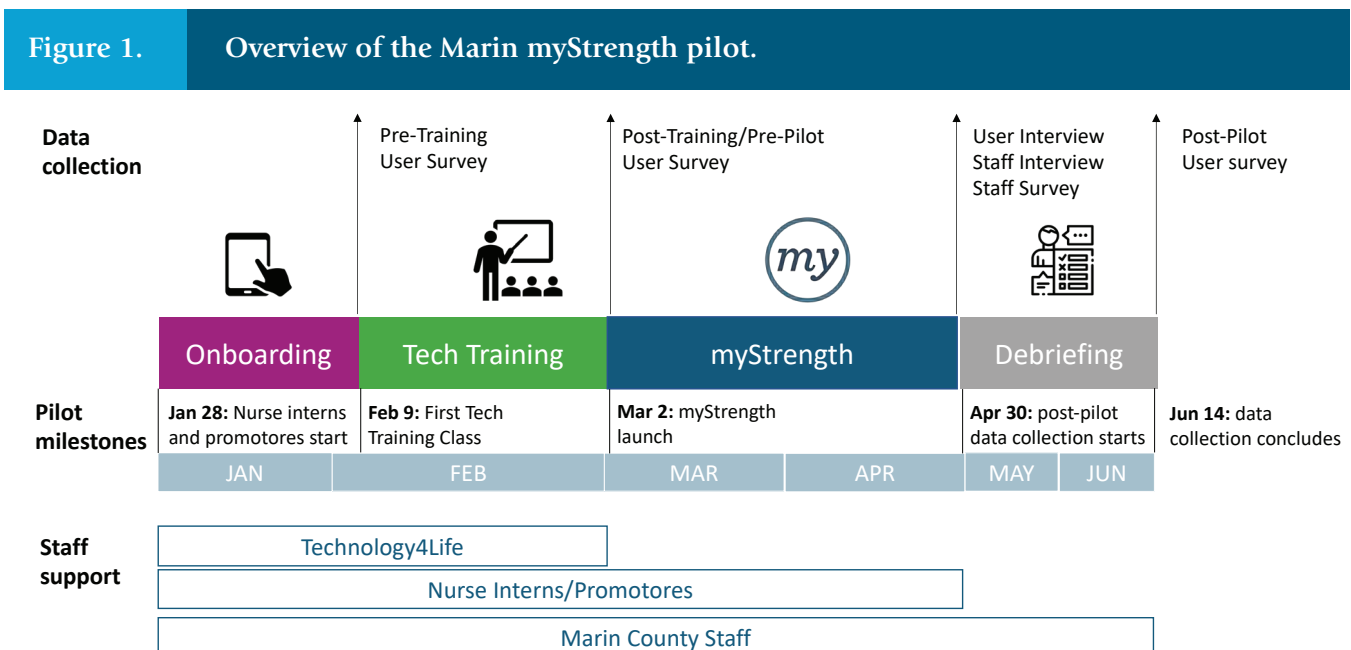 Figure 1.
Overview of the Marin myStrength pilot.
Data
collection
Pre-Training
User Survey
Post-Training/Pre-Pilot
User Survey
User Interview
Staff Interview
Staff Survey
Post-Pilot
User survey
my
Onboarding
Tech Training
myStrength
Debriefing
Pilot
milestones
Jan 28: Nurse interns
and promotores start
Feb 9: First Tech
Training Class
Mar 2: myStrength
launch
Apr 30: post-pilot
data collection starts
Jun 14: data
collection concludes
JAN
FEB
MAR
APR
MAY
JUN
Staff
support
Technology4Life
Nurse Interns/Promotores
Marin County Staff